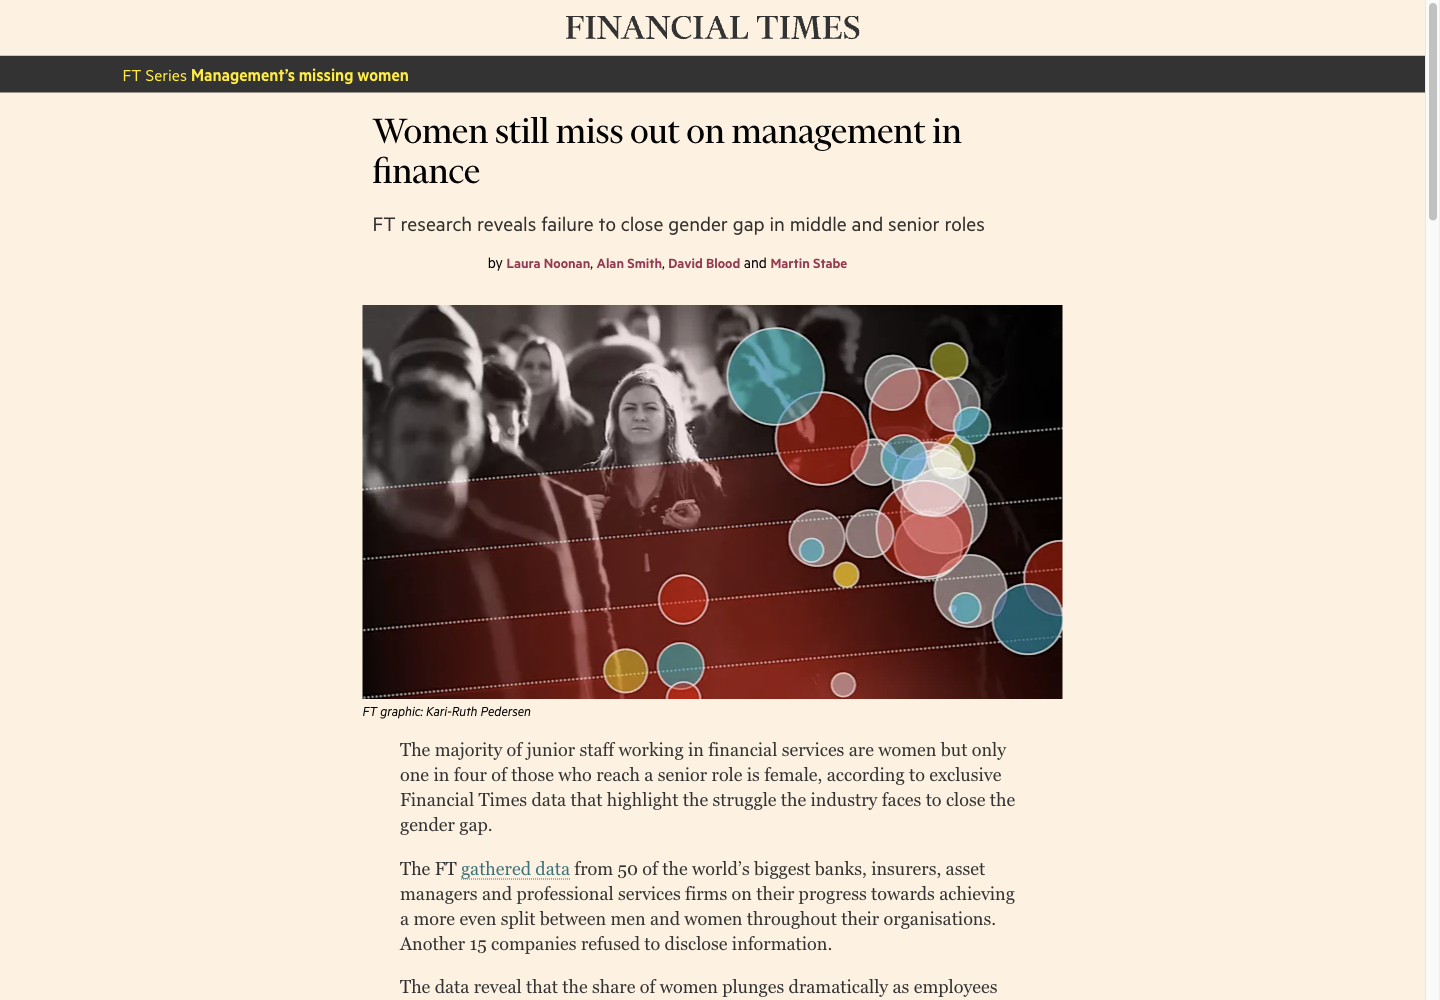 FINANCIAL TIMES
FT Series Management’s missing women
Women still miss out on management in
finance
FT research reveals failure to close gender gap in middle and senior roles
by Laura Noonan, Alan Smith, David Blood and Martin Stabe
FT graphic: Kari-Ruth Pedersen
The majority of junior staff working in financial services are women but only
one in four of those who reach a senior role is female, according to exclusive
Financial Times data that highlight the struggle the industry faces to close the
gender gap.
The FT gathered data from 50 of the world’s biggest banks, insurers, asset
managers and professional services firms on their progress towards achieving
a more even split between men and women throughout their organisations.
Another 15 companies refused to disclose information.
The data reveal that the share of women plunges dramatically as employees